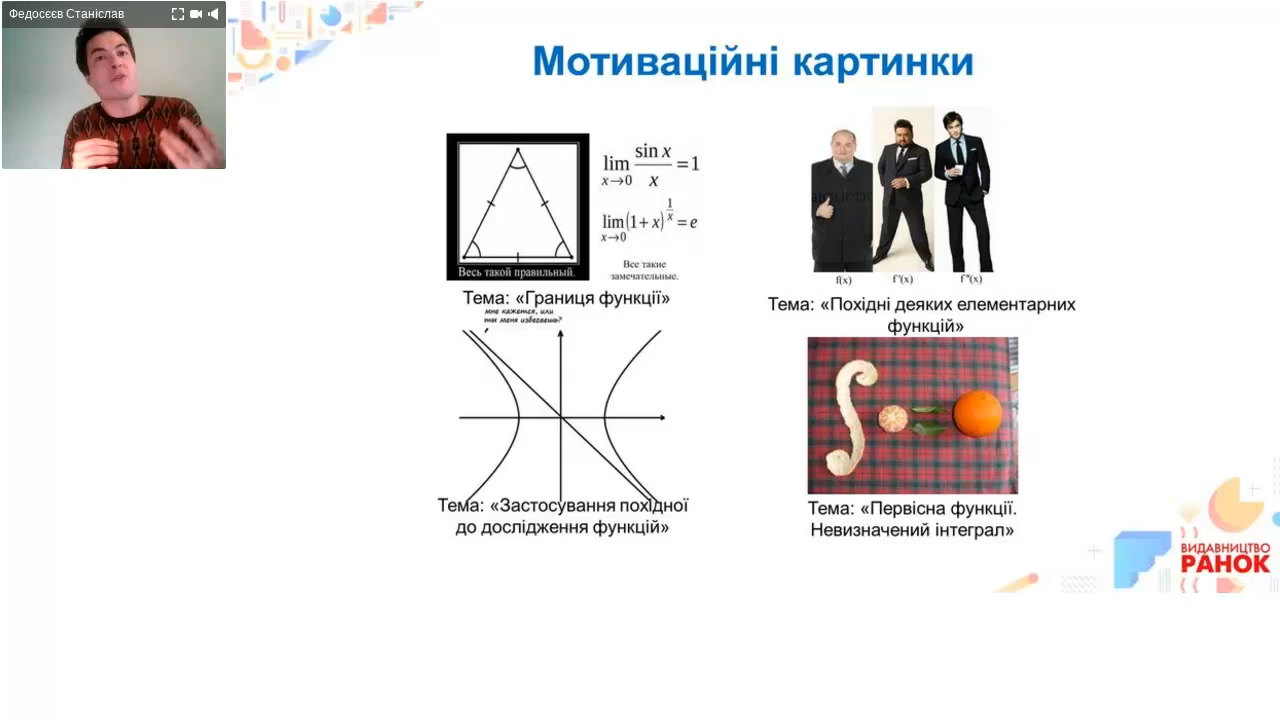 Федосєєв Станіслав
Мотиваційні картинки
Весь такой правильный.
lim sin x / x = 1
x→0
lim (1 + x)^(1/x) = e
x→0
Все такие
замечательные.
Тема: «Границя функції»
f(x) f'(x) f''(x)
Тема: «Похідні деяких елементарних
функцій»
мне кажется, или
ты меня избегаешь?
Тема: «Застосування похідної
до дослідження функцій»
Тема: «Первісна функції.
Невизначений інтеграл»
ВИДАВНИЦТВО
РАНОК